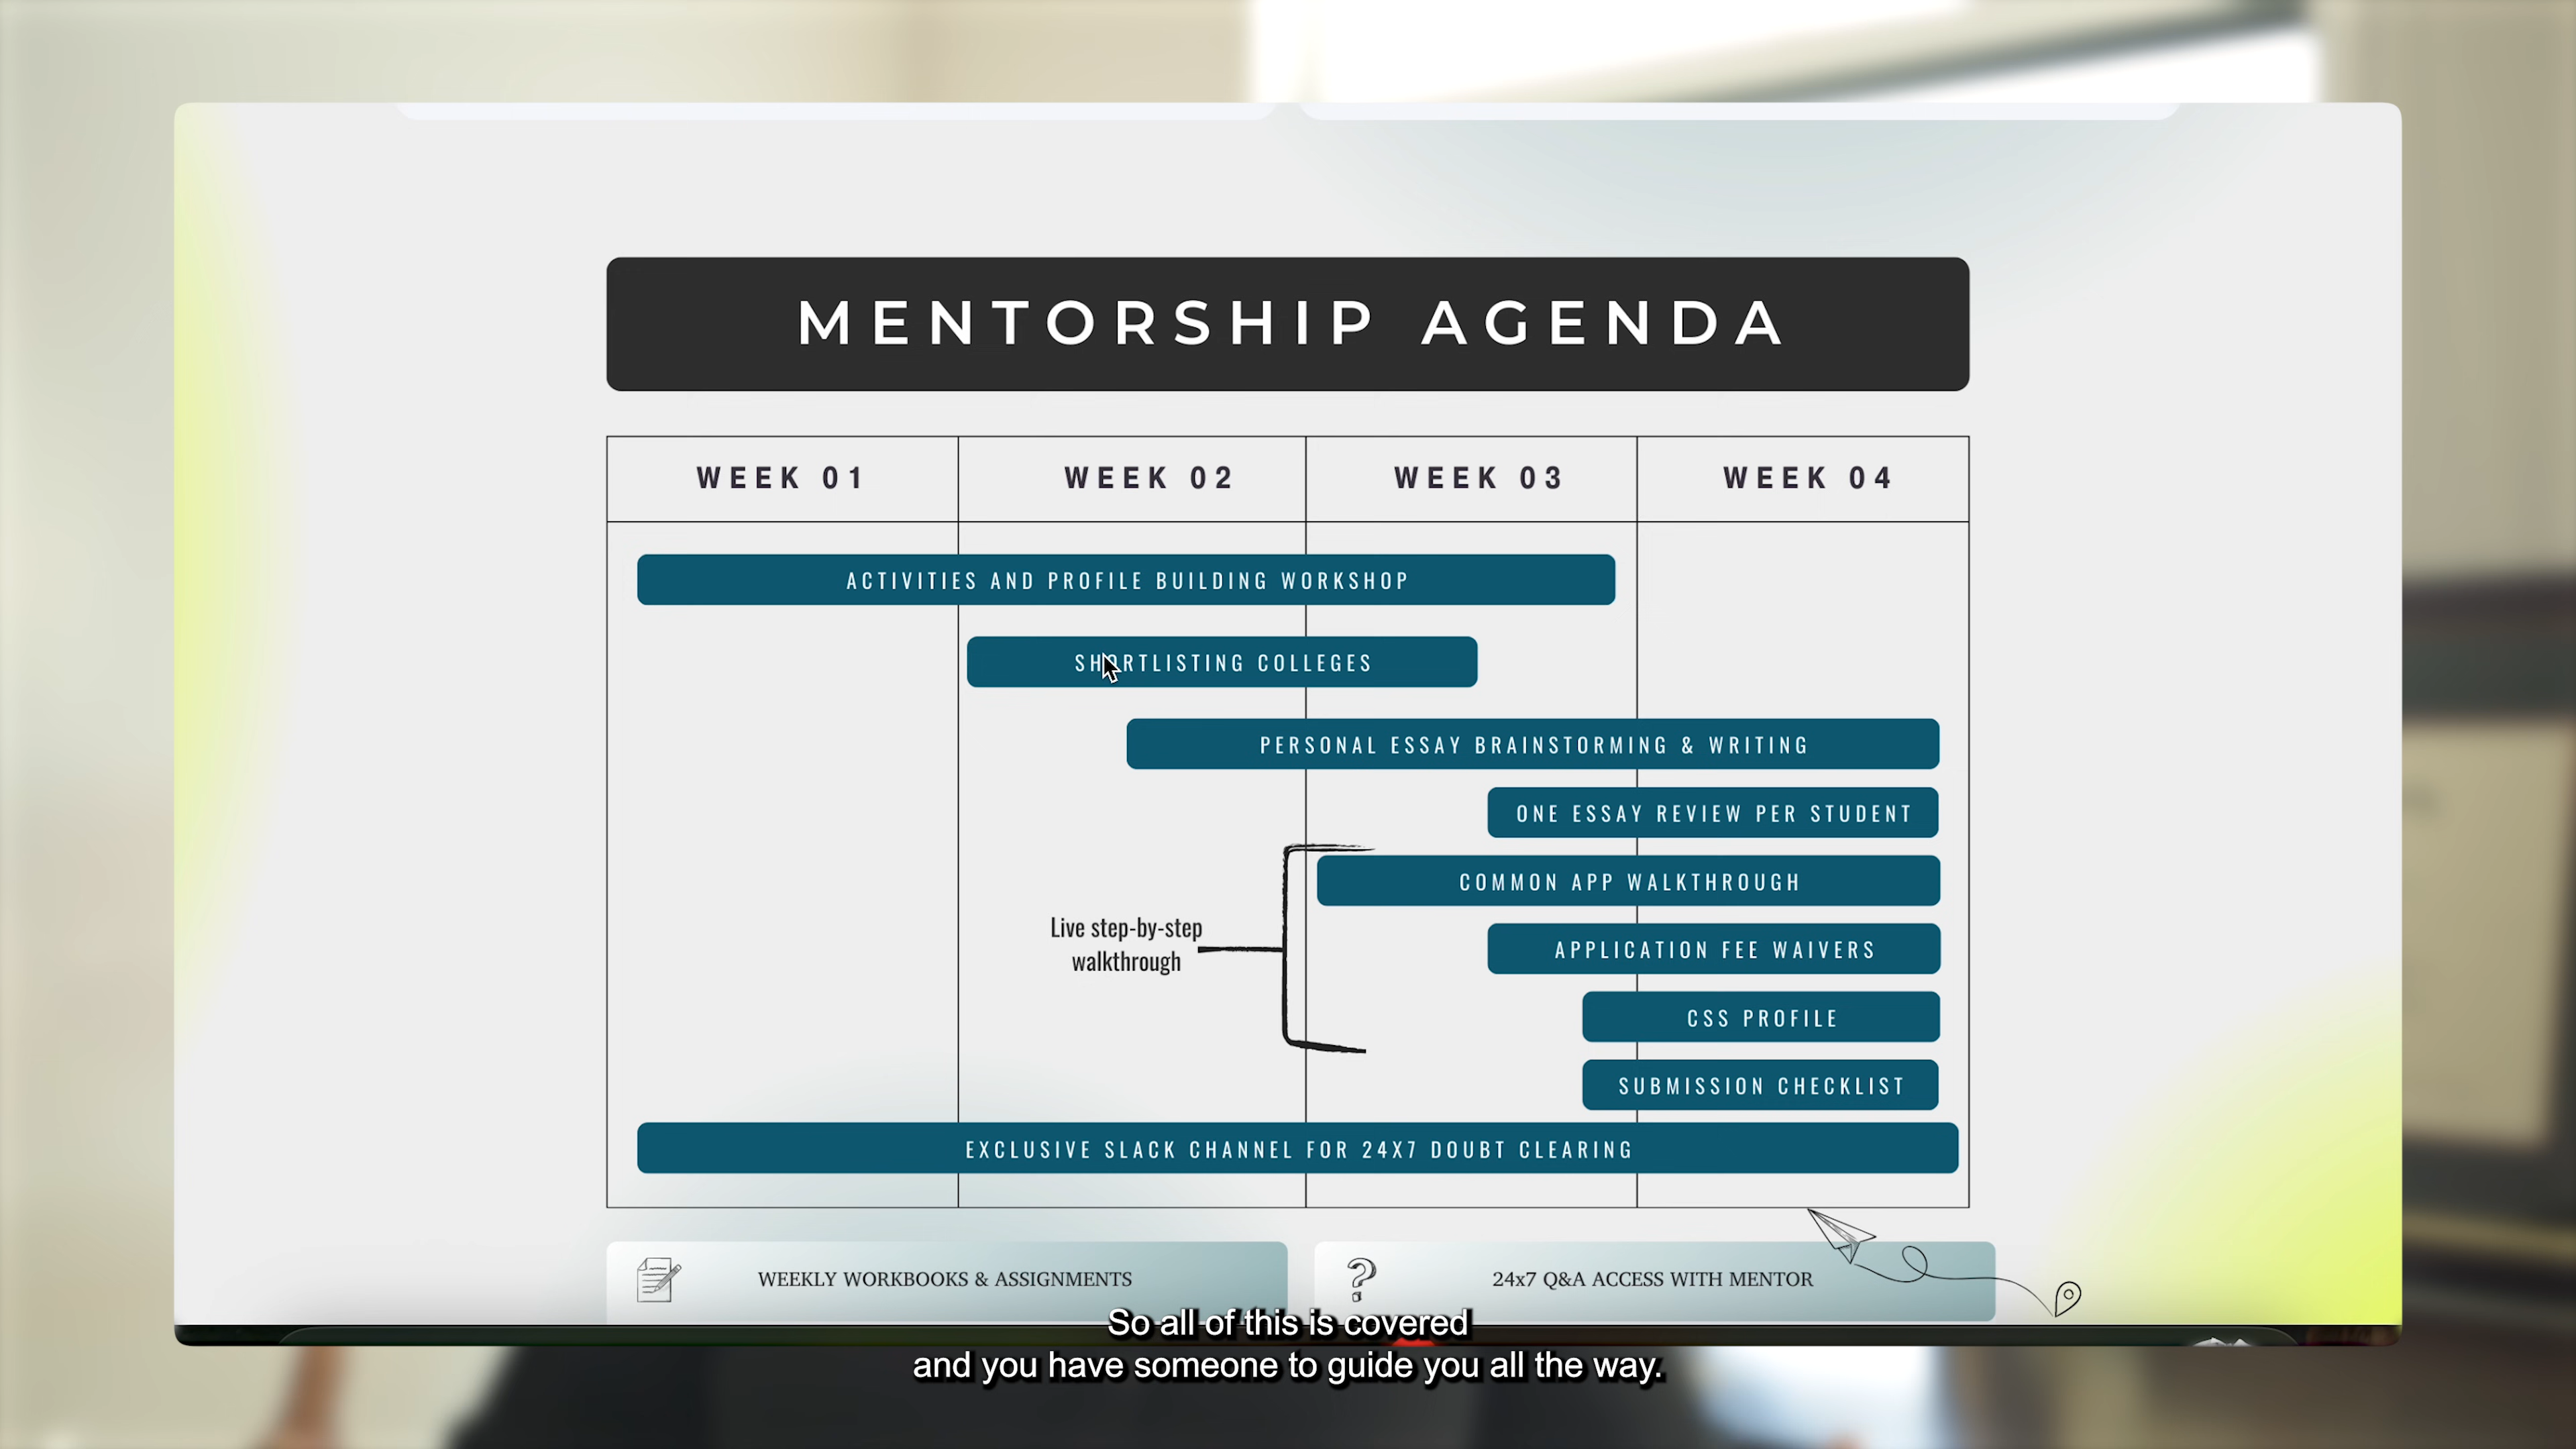 MENTORSHIP AGENDA
WEEK 01
WEEK 02
WEEK 03
WEEK 04
ACTIVITIES AND PROFILE BUILDING WORKSHOP
SHORTLISTING COLLEGES
PERSONAL ESSAY BRAINSTORMING & WRITING
ONE ESSAY REVIEW PER STUDENT
COMMON APP WALKTHROUGH
Live step-by-step
walkthrough
APPLICATION FEE WAIVERS
CSS PROFILE
SUBMISSION CHECKLIST
EXCLUSIVE SLACK CHANNEL FOR 24X7 DOUBT CLEARING
WEEKLY WORKBOOKS & ASSIGNMENTS
24x7 Q&A ACCESS WITH MENTOR
So all of this is covered
and you have someone to guide you all the way.